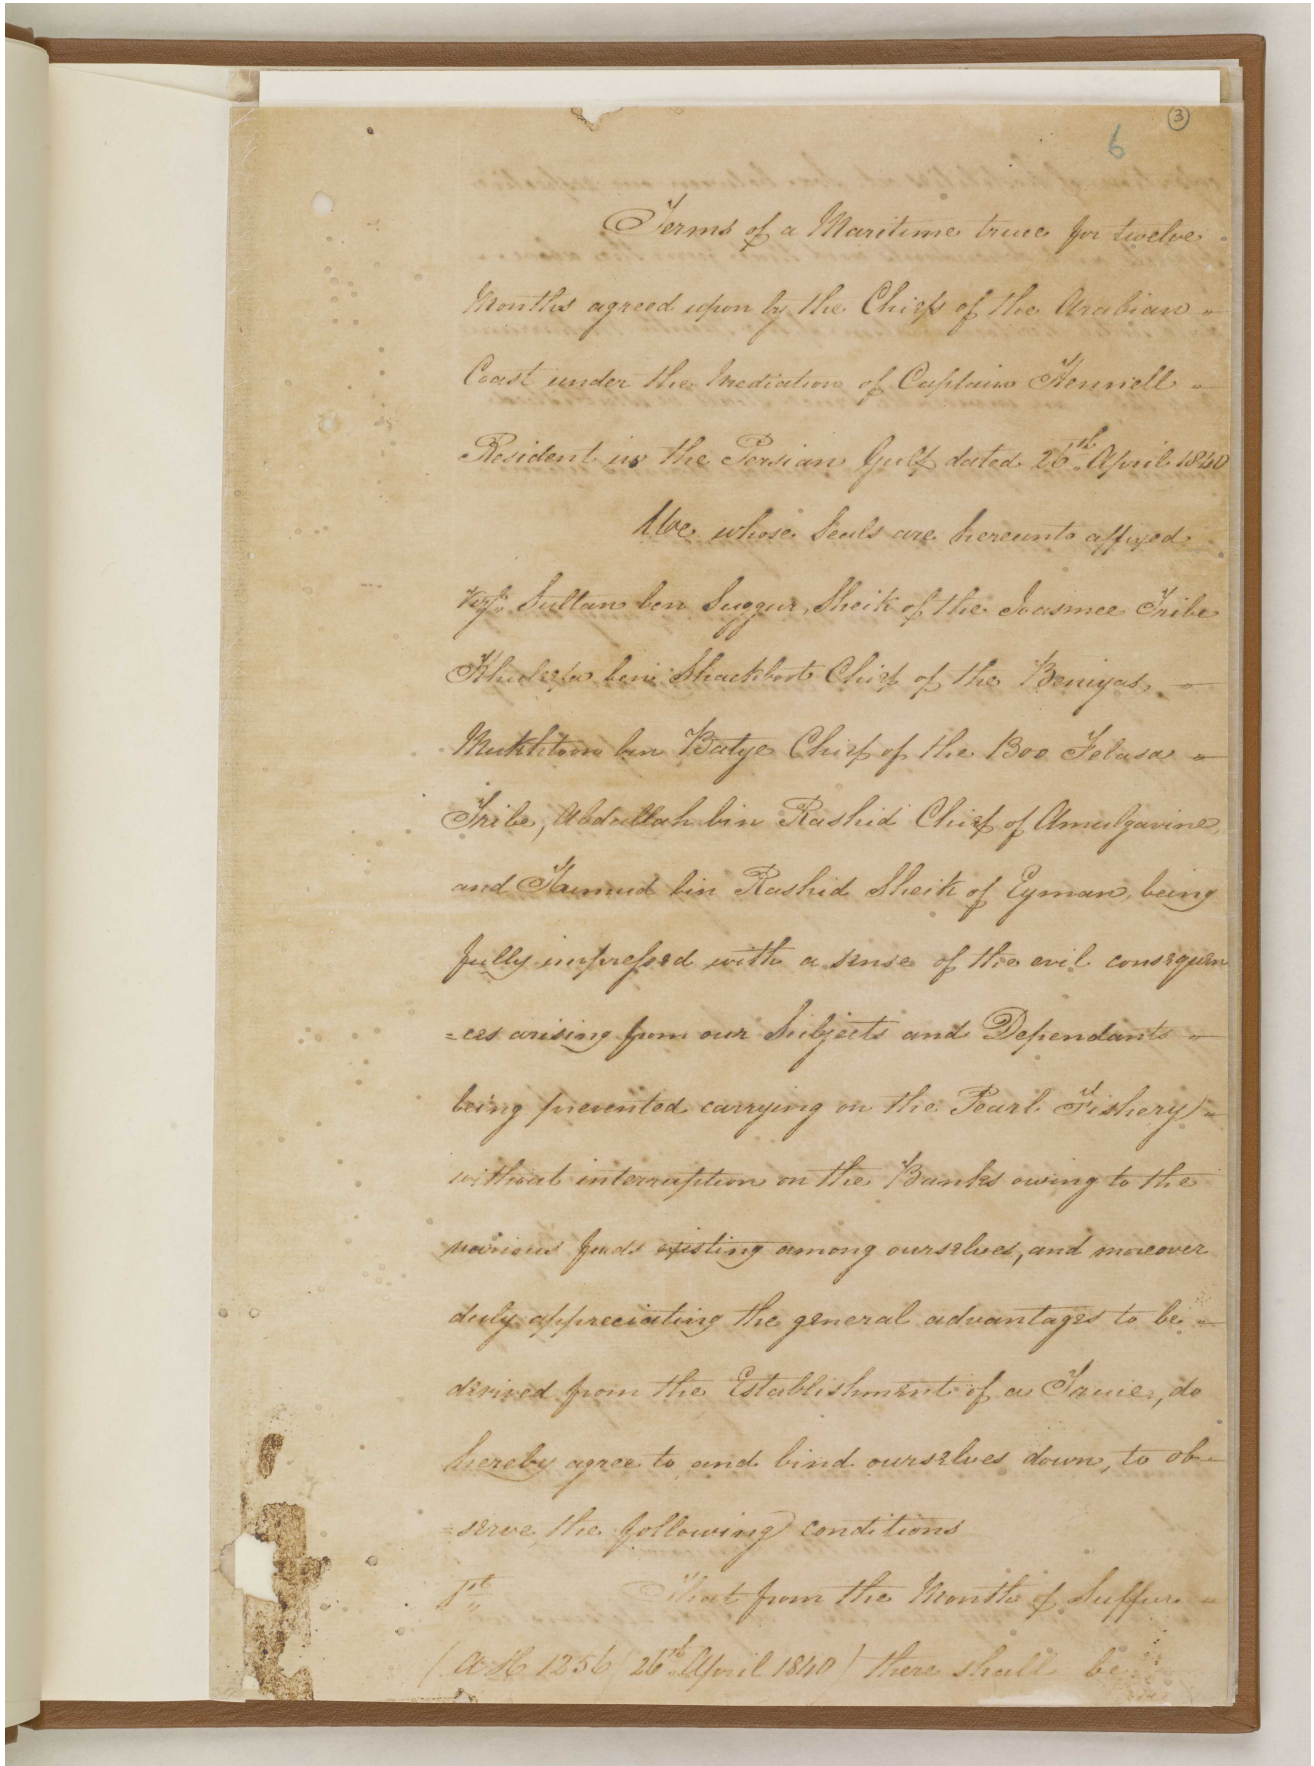 3
6
Terms of a Maritime truce for twelve
Months agreed upon by the Chiefs of the Arabian
Coast under the Mediation of Captain Hennell
Resident in the Persian Gulf dated 26th April 1840
We whose Seals are hereunto affixed
vizt. Sultan ben Suggur, Sheik of the Joasmee Tribe
Khuleefa bin Shackboot Chief of the Beniyas,
Mukhtoom bin Butye Chief of the Boo Felasa
Tribe, Abdullah bin Rashid Chief of Amulgavine,
and Humud bin Rashid Sheik of Eyman, being
fully impressed with a sense of the evil consequen
=ces arising from our Subjects and Dependants
being prevented carrying on the Pearl Fishery
without interruption on the Banks owing to the
various feuds existing among ourselves, and moreover
duly appreciating the general advantages to be
derived from the Establishment of a Truce, do
hereby agree to and bind ourselves down, to ob-
=serve the following conditions
1st That from the Month of Suffur
(AH 1256 / 26th April 1840) there shall be